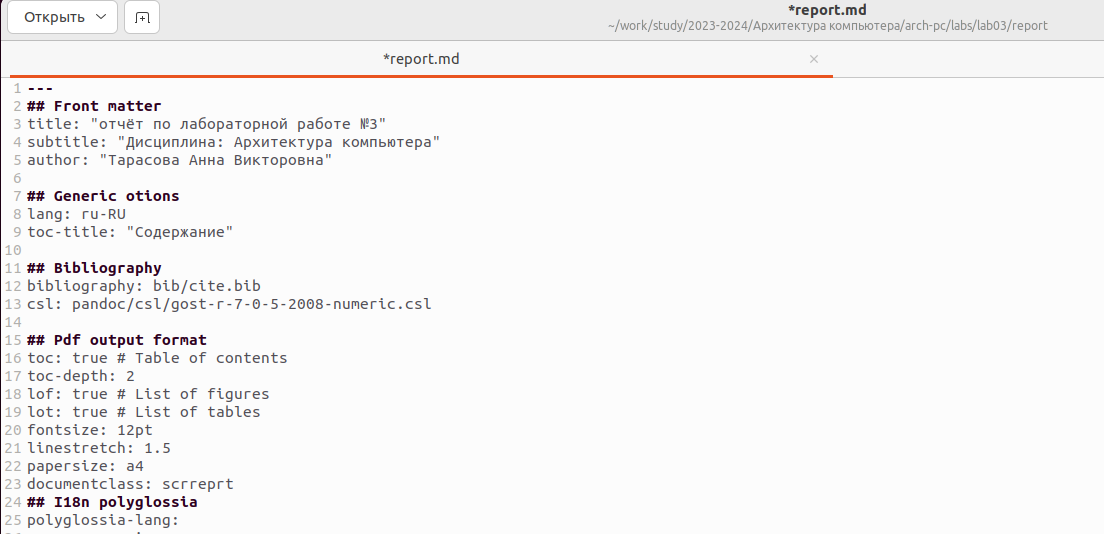 Открыть
*report.md
~/work/study/2023-2024/Архитектура компьютера/arch-pc/labs/lab03/report
*report.md ×
1 ---
2 ## Front matter
3 title: "отчёт по лабораторной работе №3"
4 subtitle: "Дисциплина: Архитектура компьютера"
5 author: "Тарасова Анна Викторовна"
6
7 ## Generic otions
8 lang: ru-RU
9 toc-title: "Содержание"
10
11 ## Bibliography
12 bibliography: bib/cite.bib
13 csl: pandoc/csl/gost-r-7-0-5-2008-numeric.csl
14
15 ## Pdf output format
16 toc: true # Table of contents
17 toc-depth: 2
18 lof: true # List of figures
19 lot: true # List of tables
20 fontsize: 12pt
21 linestretch: 1.5
22 papersize: a4
23 documentclass: scrreprt
24 ## I18n polyglossia
25 polyglossia-lang: